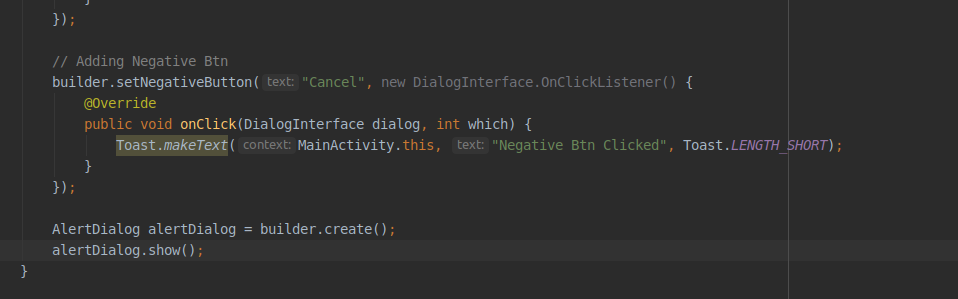 }
});
// Adding Negative Btn
builder.setNegativeButton( text: "Cancel", new DialogInterface.OnClickListener() {
@Override
public void onClick(DialogInterface dialog, int which) {
Toast.makeText( context: MainActivity.this, text: "Negative Btn Clicked", Toast.LENGTH_SHORT);
}
});
AlertDialog alertDialog = builder.create();
alertDialog.show();
}